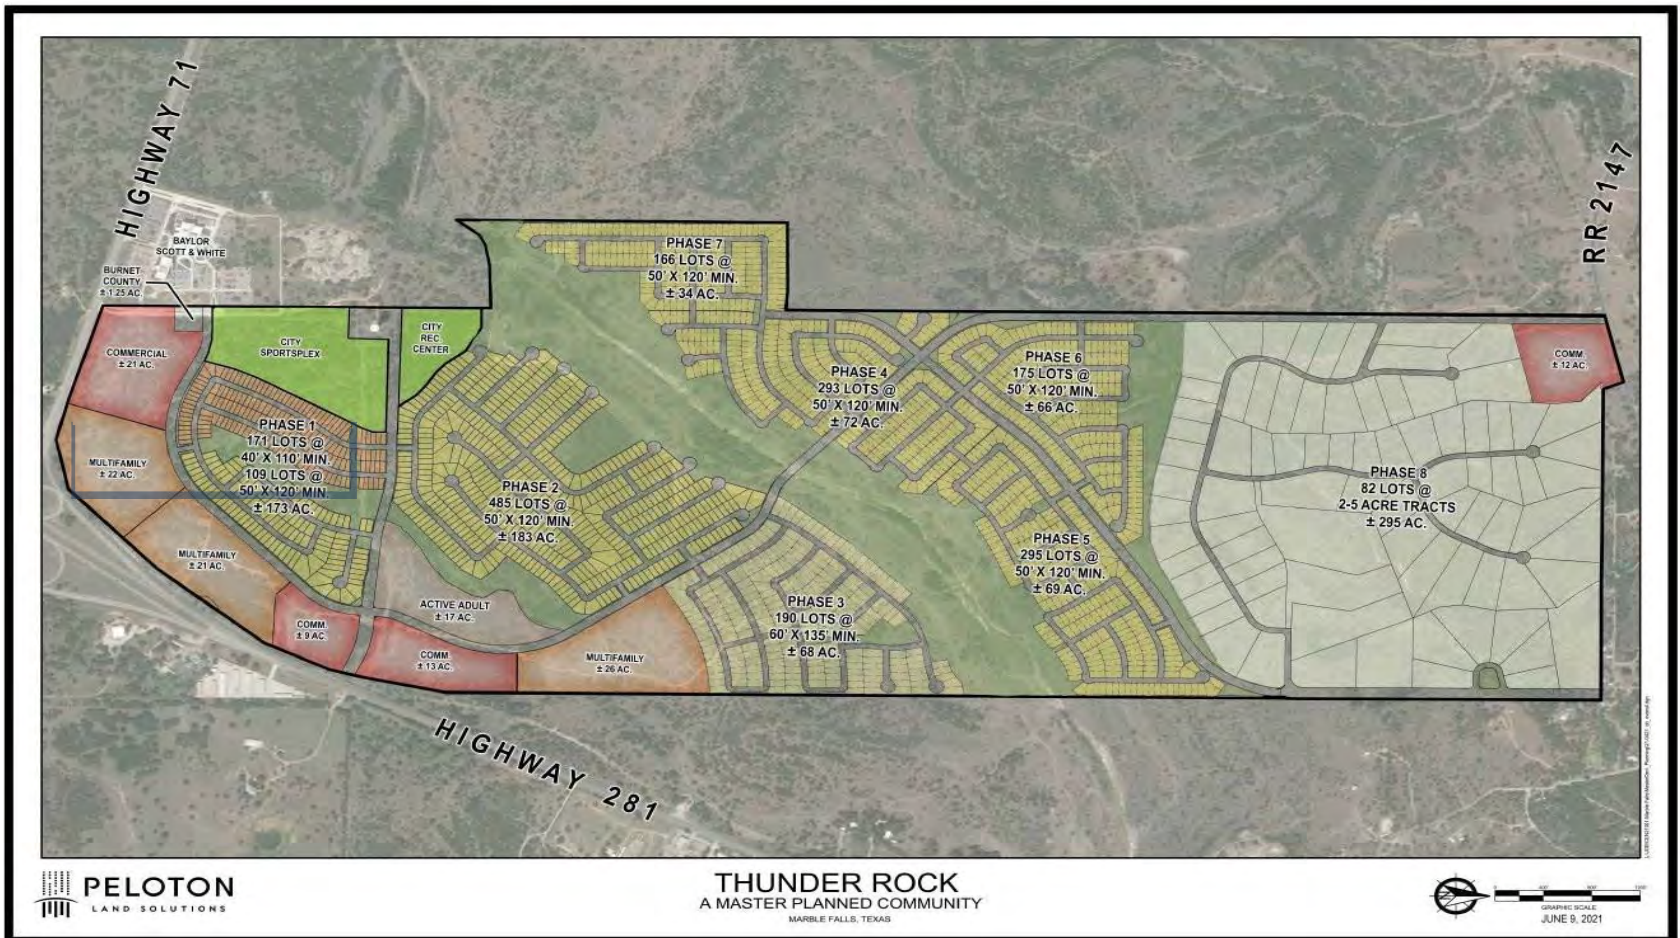 HIGHWAY 71
BAYLOR
SCOTT & WHITE
BURNET
COUNTY
± 1.25 AC.
COMMERCIAL
± 21 AC.
CITY
SPORTSPLEX
CITY
REC
CENTER
MULTIFAMILY
± 22 AC.
PHASE 1
171 LOTS @
40' X 110' MIN.
109 LOTS @
50' X 120' MIN.
± 173 AC.
MULTIFAMILY
± 21 AC.
COMM.
± 9 AC.
ACTIVE ADULT
± 17 AC.
COMM.
± 13 AC.
MULTIFAMILY
± 26 AC.
PHASE 2
485 LOTS @
50' X 120' MIN.
± 183 AC.
PHASE 7
166 LOTS @
50' X 120' MIN.
± 34 AC.
PHASE 4
293 LOTS @
50' X 120' MIN.
± 72 AC.
PHASE 6
175 LOTS @
50' X 120' MIN.
± 66 AC.
PHASE 3
190 LOTS @
60' X 135' MIN.
± 68 AC.
PHASE 5
295 LOTS @
50' X 120' MIN.
± 69 AC.
PHASE 8
82 LOTS @
2-5 ACRE TRACTS
± 295 AC.
COMM.
± 12 AC.
RR 2147
HIGHWAY 281
PELOTON
LAND SOLUTIONS
THUNDER ROCK
A MASTER PLANNED COMMUNITY
MARBLE FALLS, TEXAS
GRAPHIC SCALE
JUNE 9, 2021